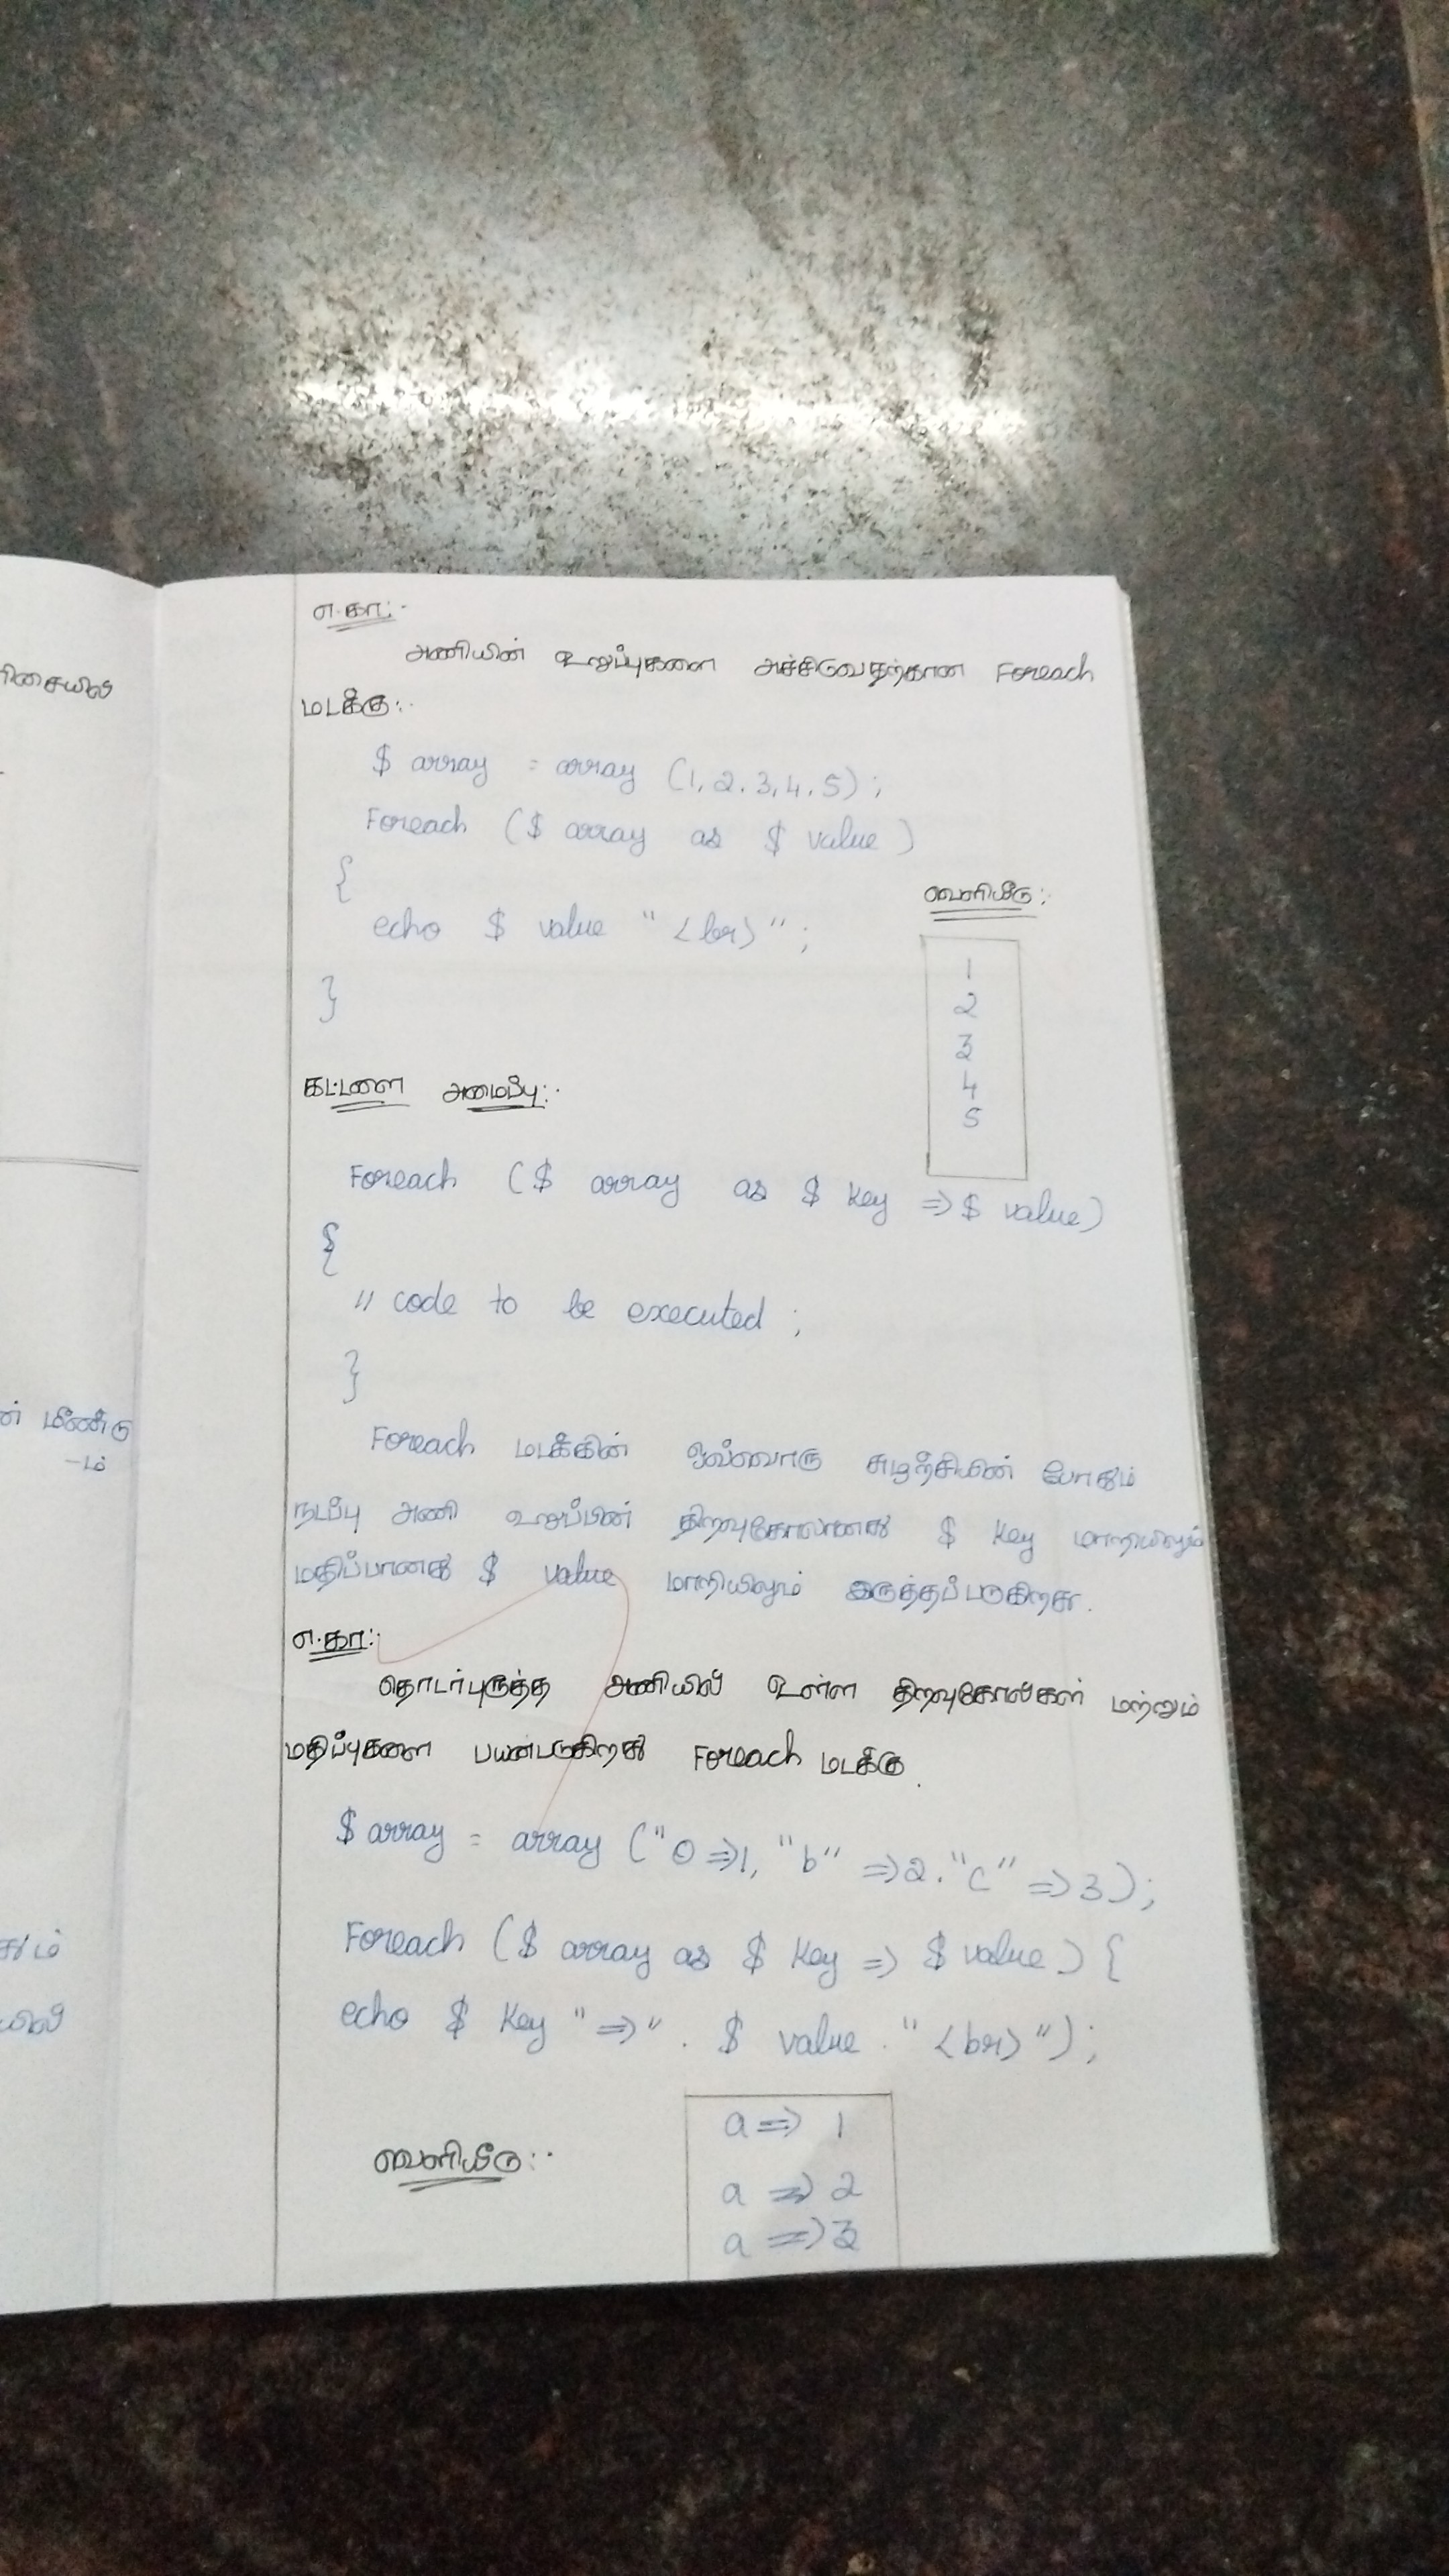 எ.கா:-
அணியின் உறுப்புகளை அச்சிடுவதற்கான Foreach
மடக்கு:-
$ array = array (1, 2, 3, 4, 5);
Foreach ($ array as $ value)
{
echo $ value "<br>";
}
வெளியீடு:-
1
2
3
4
5
கட்டளை அமைப்பு:-
Foreach ($ array as $ key => $ value)
{
// code to be executed ;
}
Foreach மடக்கின் ஒவ்வொரு சுழற்சியின் போதும்
நடப்பு அணி உறுப்பின் திறவுகோலானது $ key மாறியிலும்
மதிப்பானது $ value மாறியிலும் இருத்தப்படுகிறது.
எ.கா:-
தொடர்புறுத்த அணியில் உள்ள திறவுகோல்கள் மற்றும்
மதிப்புகளை பயன்படுகிறது Foreach மடக்கு.
$ array = array ("0 =>1, "b" =>2. "c" =>3);
Foreach ($ array as $ key => $ value) {
echo $ key "=>" . $ value . "<br>");
வெளியீடு:-
a => 1
a => 2
a => 3
மீண்டு